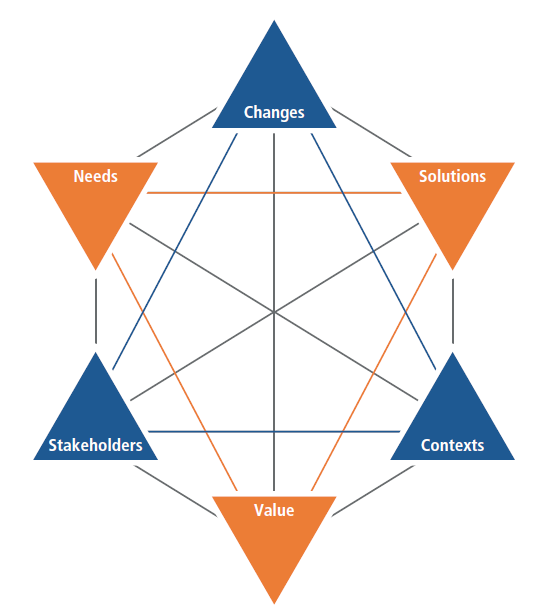 Changes
Needs
Solutions
Stakeholders
Contexts
Value